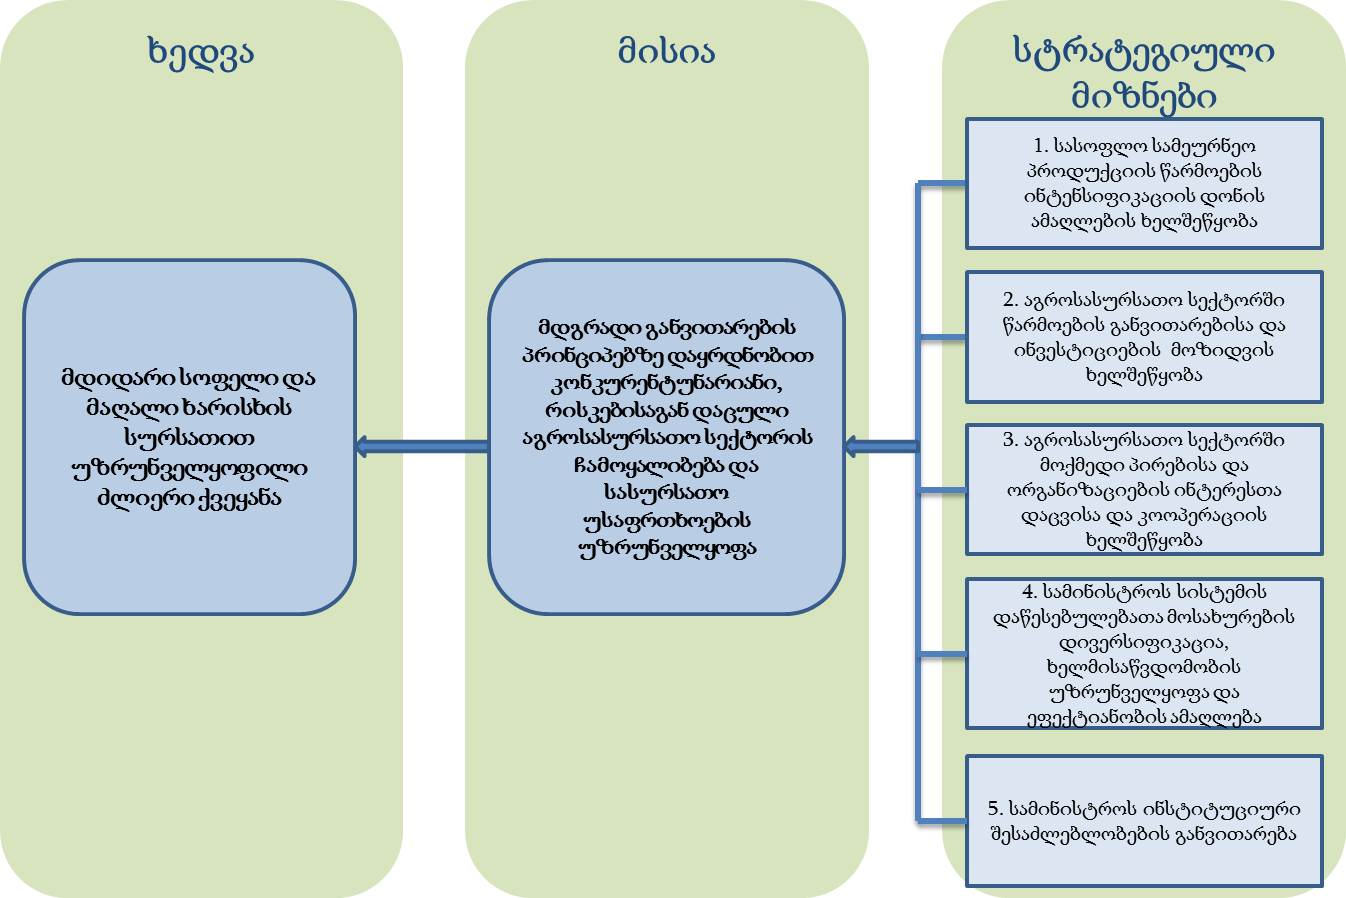 ხედვა
მდიდარი სოფელი და
მაღალი ხარისხის
სურსათით
უზრუნველყოფილი
ძლიერი ქვეყანა
მისია
მდგრადი განვითარების
პრინციპებზე დაყრდნობით
კონკურენტუნარიანი,
რისკებისაგან დაცული
აგროსასურსათო სექტორის
ჩამოყალიბება და
სასურსათო
უსაფრთხოების
უზრუნველყოფა
სტრატეგიული
მიზნები
1. სასოფლო სამეურნეო
პროდუქციის წარმოების
ინტენსიფიკაციის დონის
ამაღლების ხელშეწყობა
2. აგროსასურსათო სექტორში
წარმოების განვითარებისა და
ინვესტიციების მოზიდვის
ხელშეწყობა
3. აგროსასურსათო სექტორში
მოქმედი პირებისა და
ორგანიზაციების ინტერესთა
დაცვისა და კოოპერაციის
ხელშეწყობა
4. სამინისტროს სისტემის
დაწესებულებათა მოსახურების
დივერსიფიკაცია,
ხელმისაწვდომობის
უზრუნველყოფა და
ეფექტიანობის ამაღლება
5. სამინისტროს ინსტიტუციური
შესაძლებლობების განვითარება